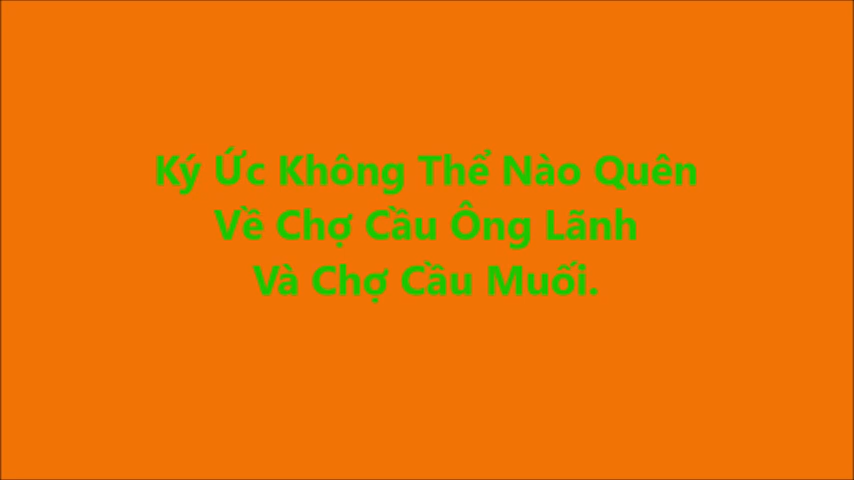 Ký Ức Không Thể Nào Quên
Về Chợ Cầu Ông Lãnh
Và Chợ Cầu Muối.